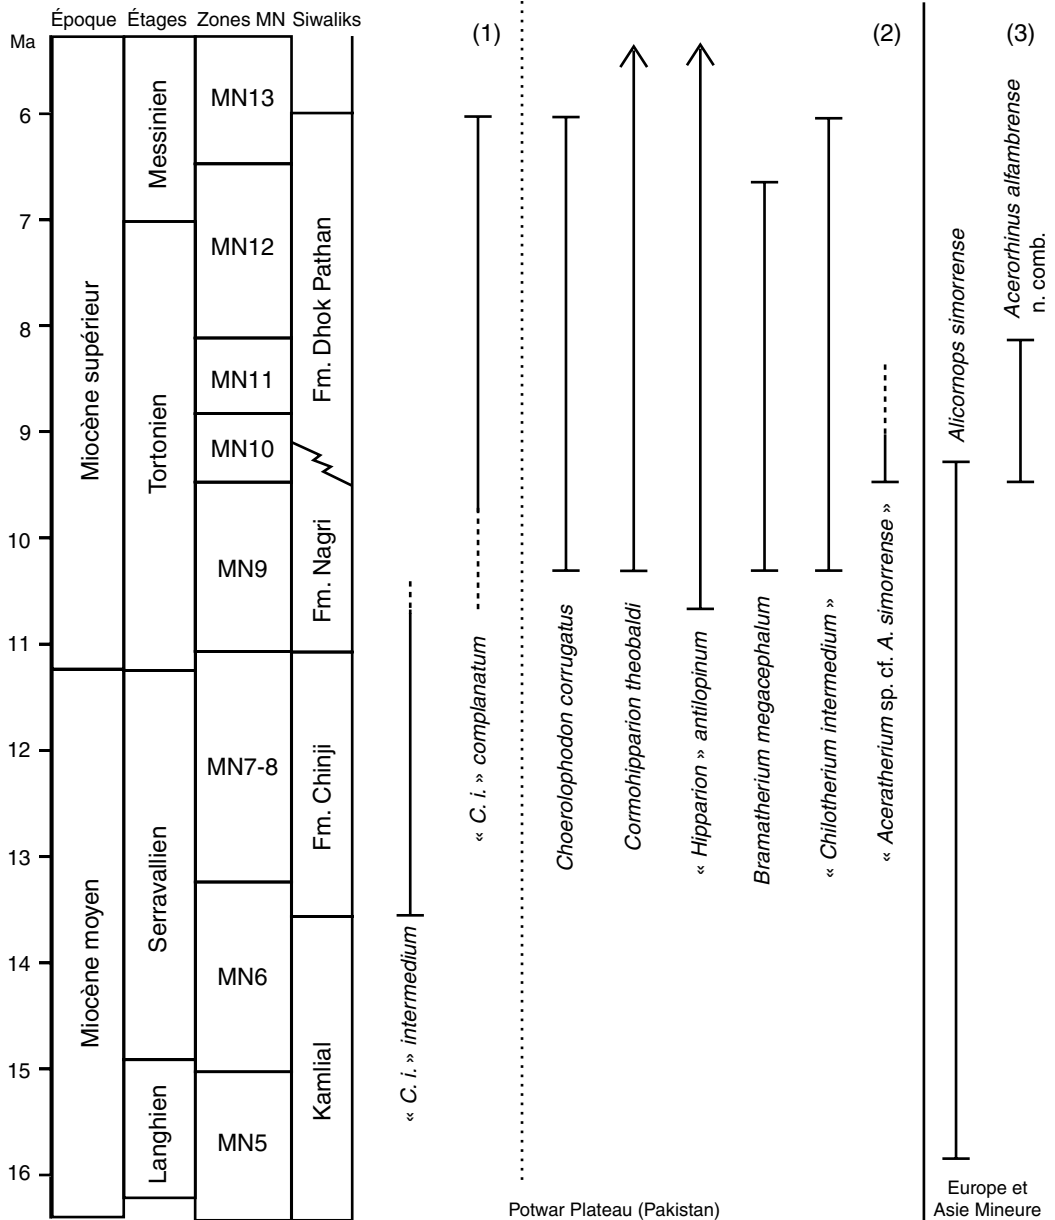 Époque Étages Zones MN Siwaliks
Ma
(1)
(2)
(3)
6
7
8
9
10
11
12
13
14
15
16
Miocène supérieur
Miocène moyen
Messinien
Tortonien
Serravallien
Langhien
MN13
MN12
MN11
MN10
MN9
MN7-8
MN6
MN5
Fm. Dhok Pathan
Fm. Nagri
Fm. Chinji
Kamlial
« C. i. » intermedium
« C. i. » complanatum
Choerolophodon corrugatus
Cormohipparion theobaldi
« Hipparion » antilopinum
Bramatherium megacephalum
« Chilotherium intermedium »
« Aceratherium sp. cf. A. simorrense »
Alicornops simorrense
Acerorhinus alfambrense
n. comb.
Potwar Plateau (Pakistan)
Europe et
Asie Mineure